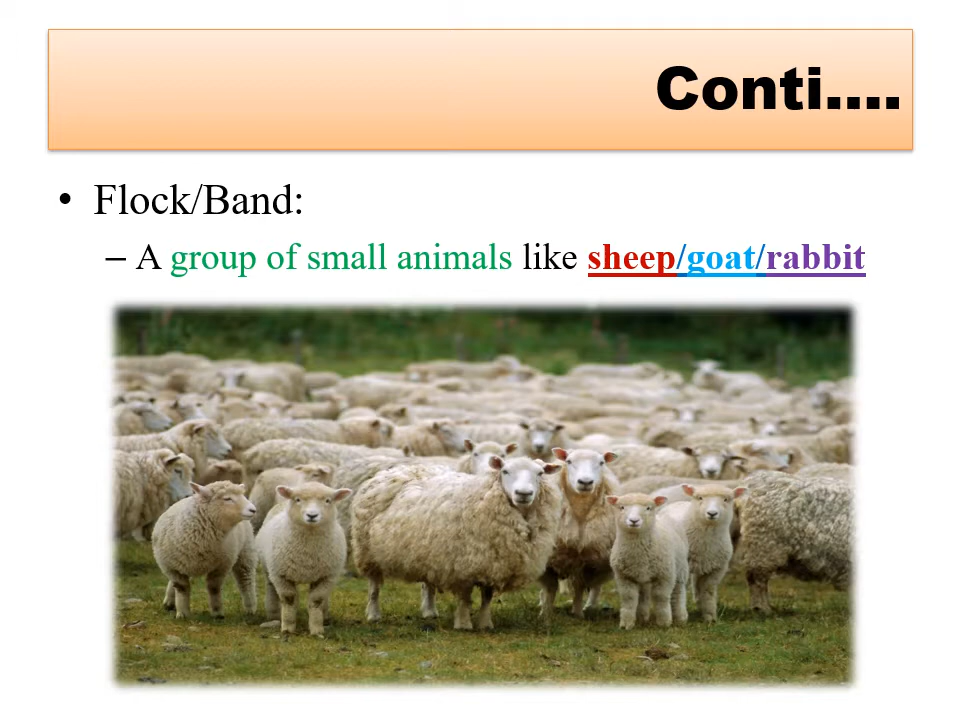 Conti....
• Flock/Band:
– A group of small animals like sheep/goat/rabbit